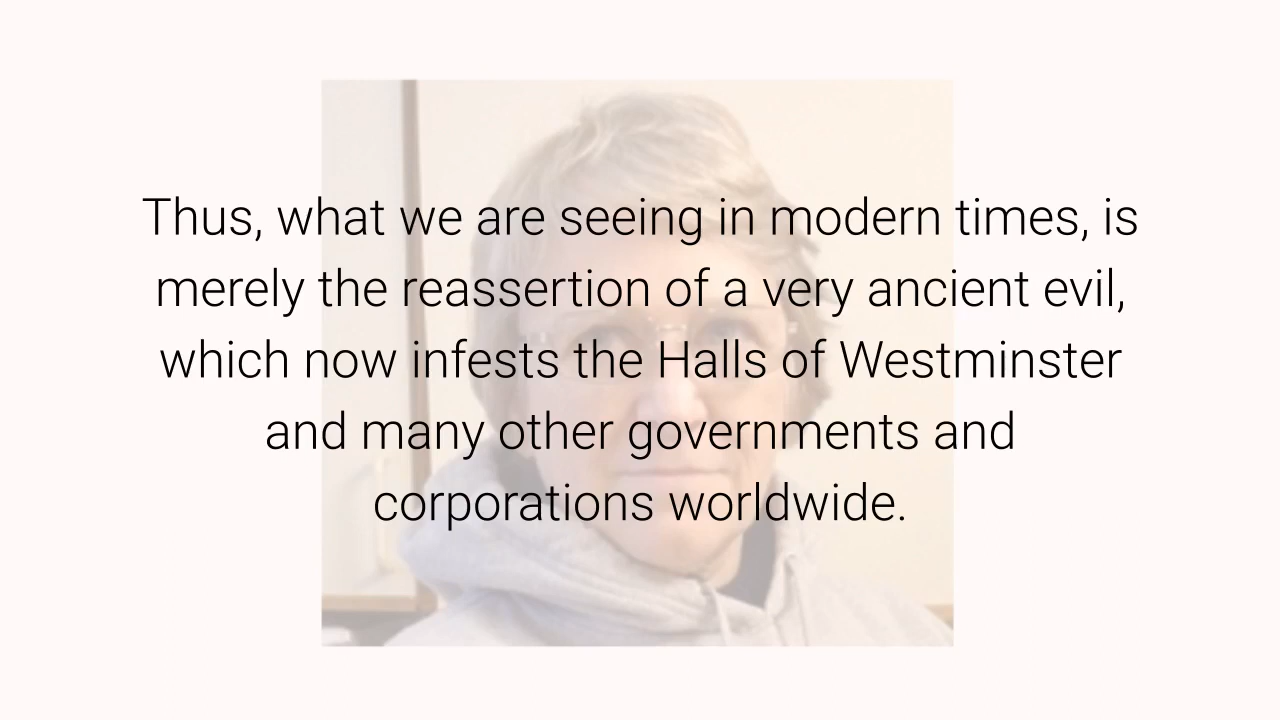 Thus, what we are seeing in modern times, is
merely the reassertion of a very ancient evil,
which now infests the Halls of Westminster
and many other governments and
corporations worldwide.